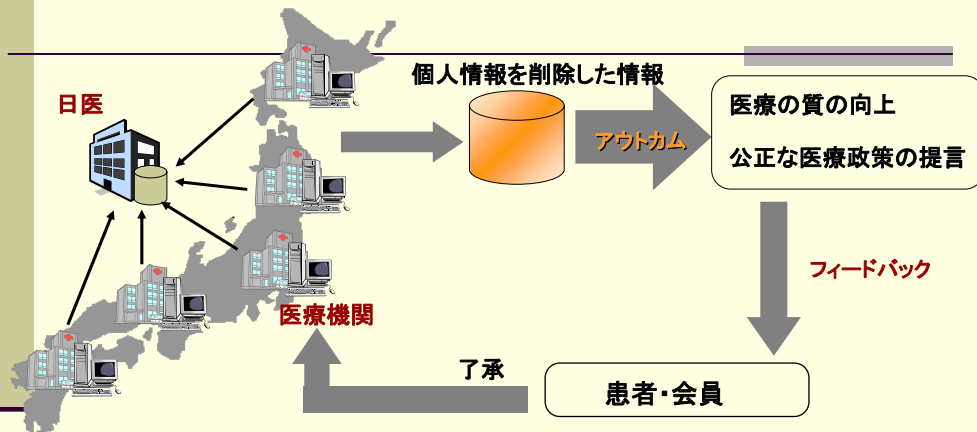 個人情報を削除した情報
日医
アウトカム
医療の質の向上
公正な医療政策の提言
フィードバック
医療機関
了承
患者・会員